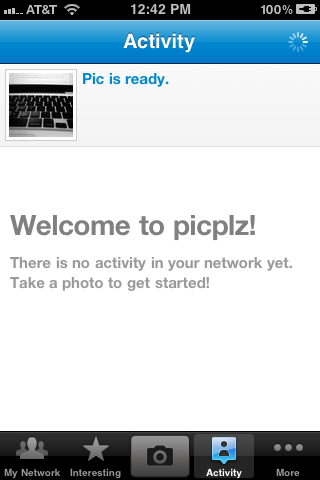 AT&T 12:42 PM 100%
Activity
Pic is ready.
Welcome to picplz!
There is no activity in your network yet.
Take a photo to get started!
My Network Interesting Activity More